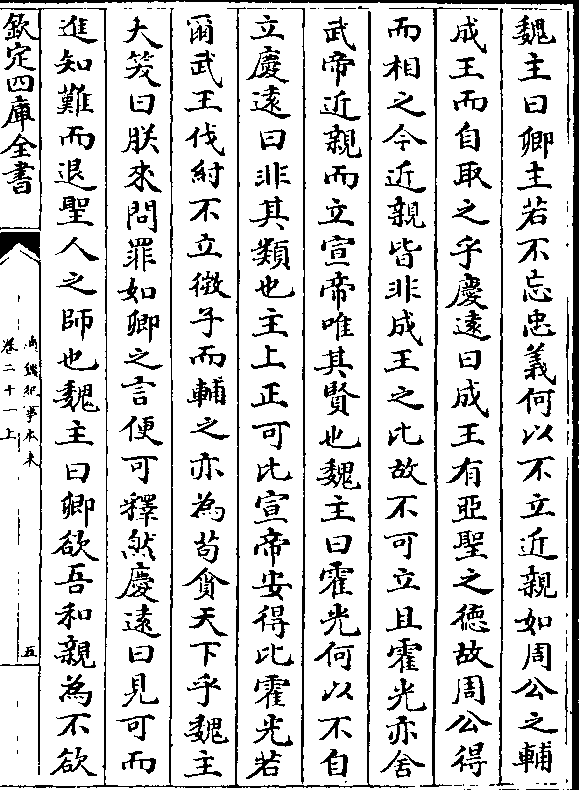 魏主曰卿主若不忘忠義何以不立近親如周公之輔
成王而自取之乎慶遠曰成王有亞聖之德故周公得
而相之今近親皆非成王之比故不可立且霍光亦舍
武帝近親而立宣帝唯其賢也魏主曰霍光何以不自
立慶遠曰非其類也主上正可比宣帝安得比霍光若
爾武王伐紂不立微子而輔之亦為苟貪天下乎魏主
大笑曰朕來問罪如卿之言便可釋然慶遠曰見可而
進知難而退聖人之師也魏主曰卿欲吾和親為不欲
欽定四庫全書
通鑑紀事本末
卷二十一上
五